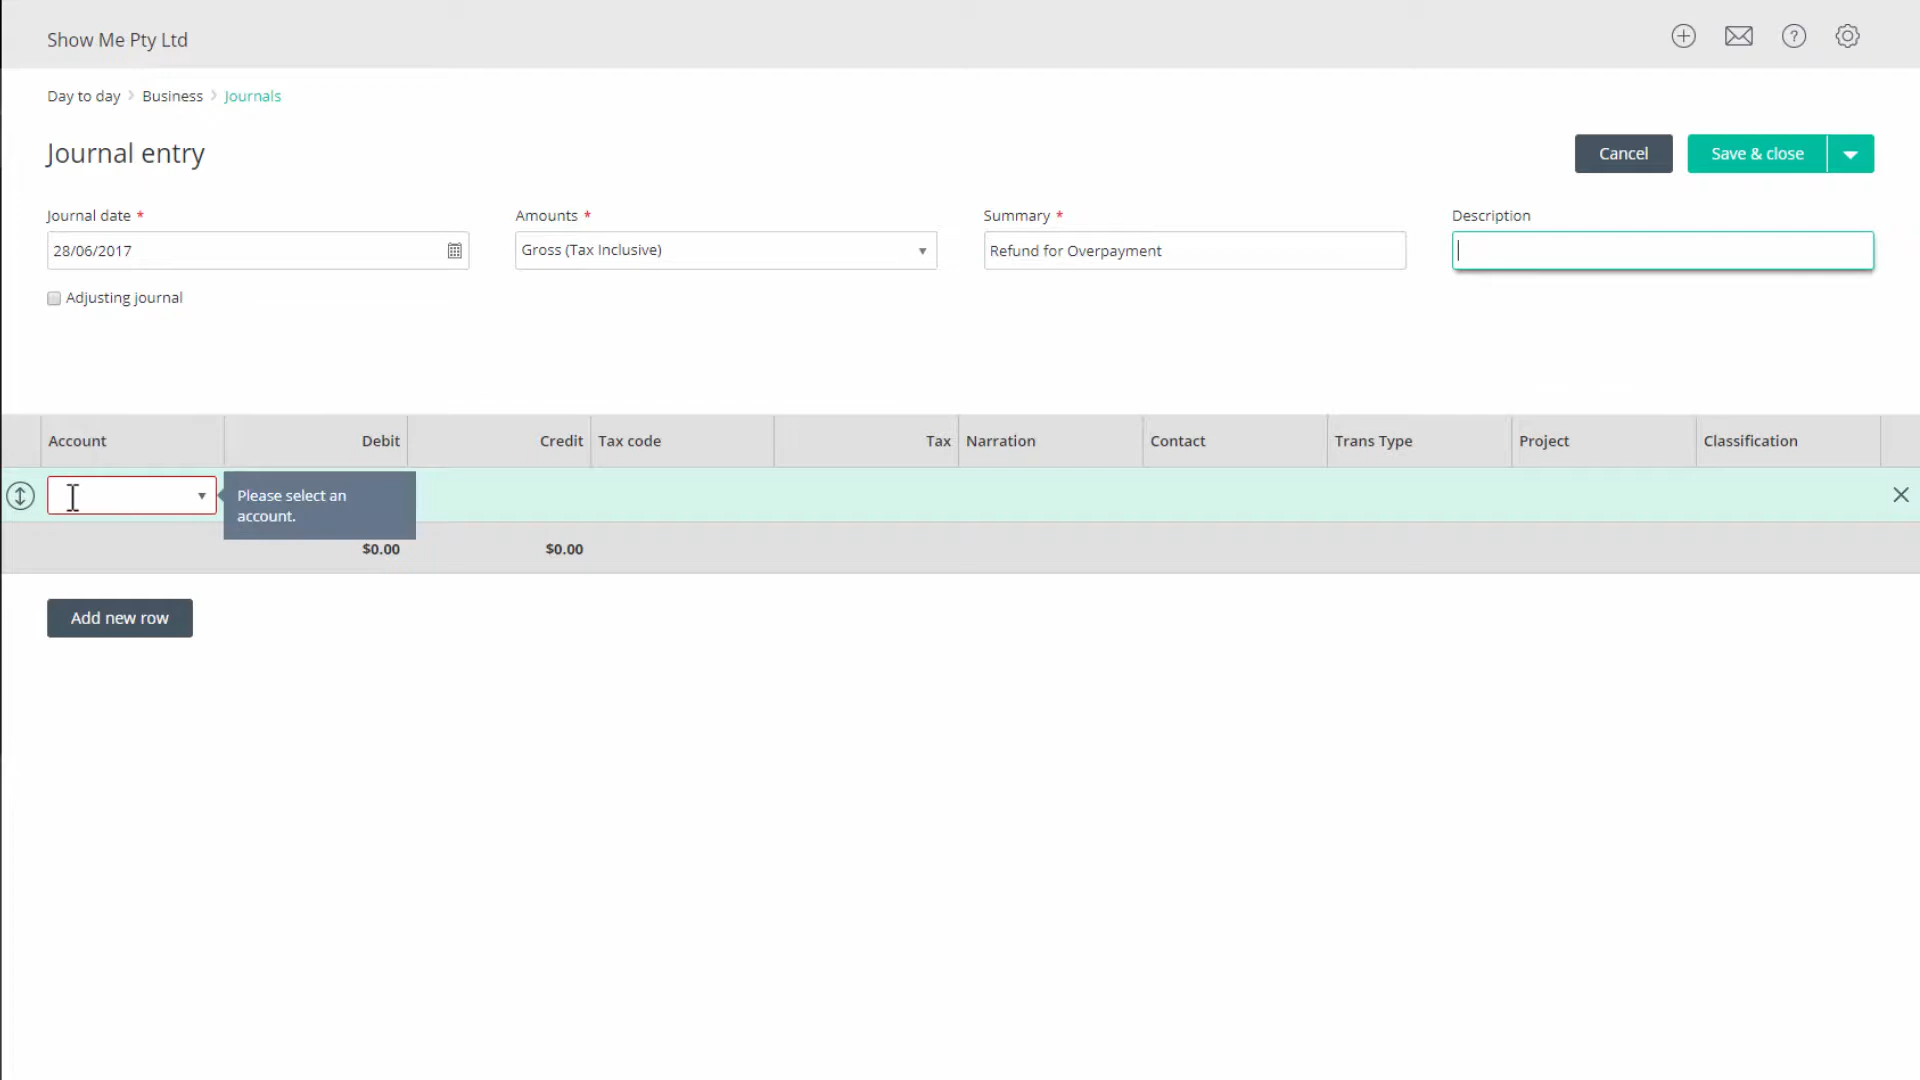 Show Me Pty Ltd
Day to day Business Journals
Journal entry
Cancel
Save & close
Journal date *
Amounts *
Summary *
Description
28/06/2017
Gross (Tax Inclusive)
Refund for Overpayment
Adjusting journal
Account Debit Credit Tax code Tax Narration Contact Trans Type Project Classification
Please select an
account.
$0.00 $0.00
Add new row